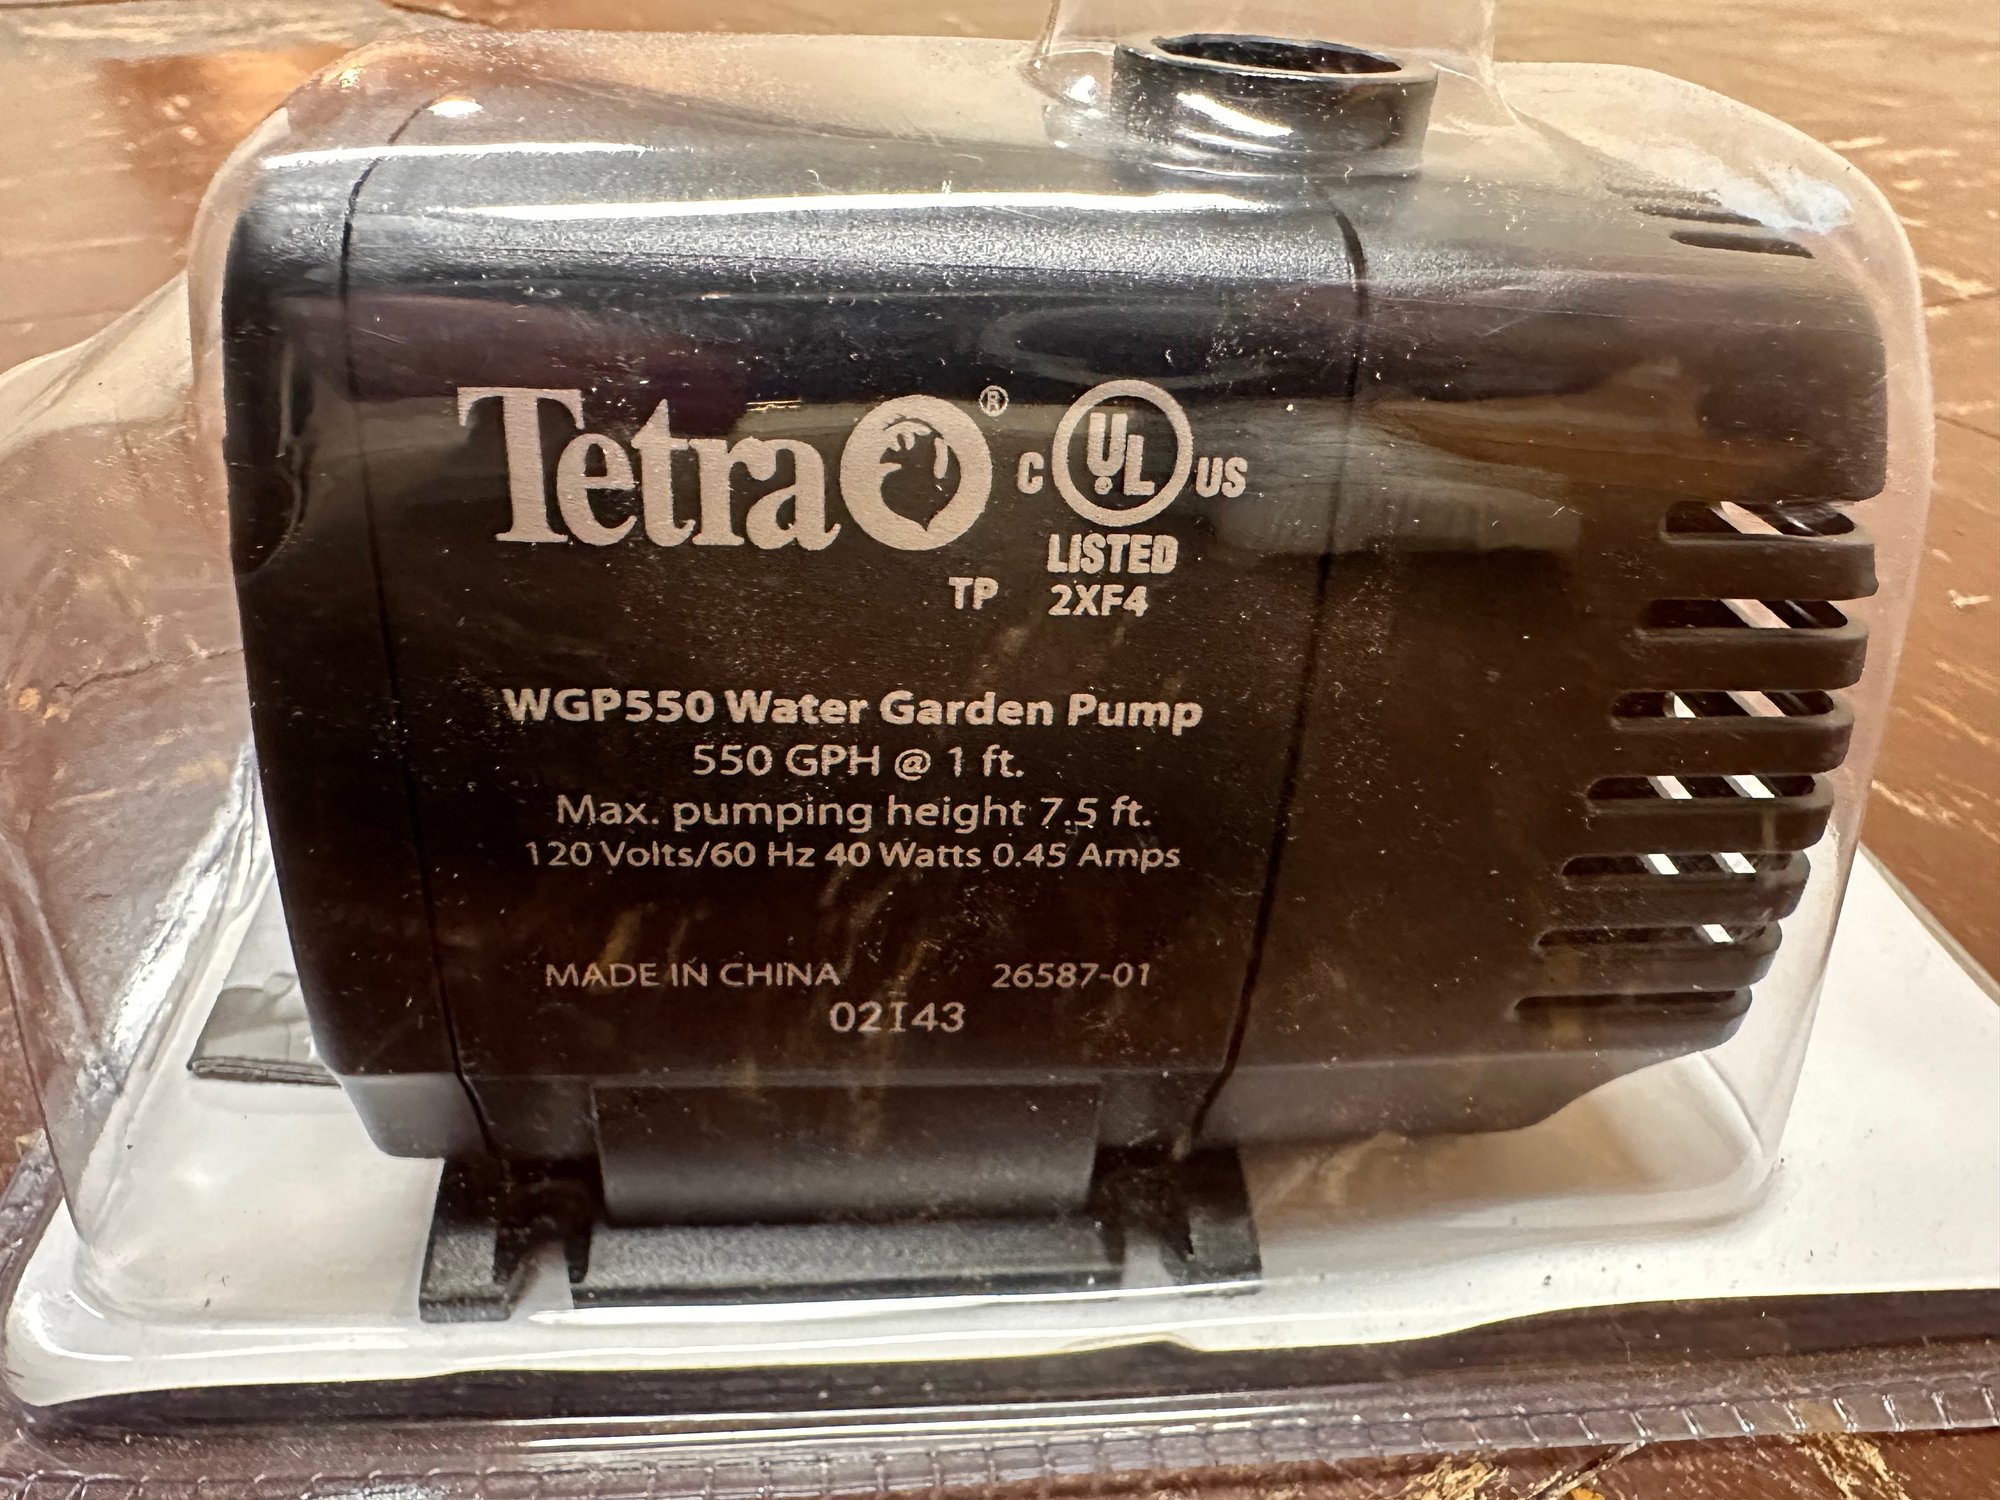 Tetra®
C UL US
LISTED
TP 2XF4
WGP550 Water Garden Pump
550 GPH @ 1 ft.
Max. pumping height 7.5 ft.
120 Volts/60 Hz 40 Watts 0.45 Amps
MADE IN CHINA 26587-01
02I43